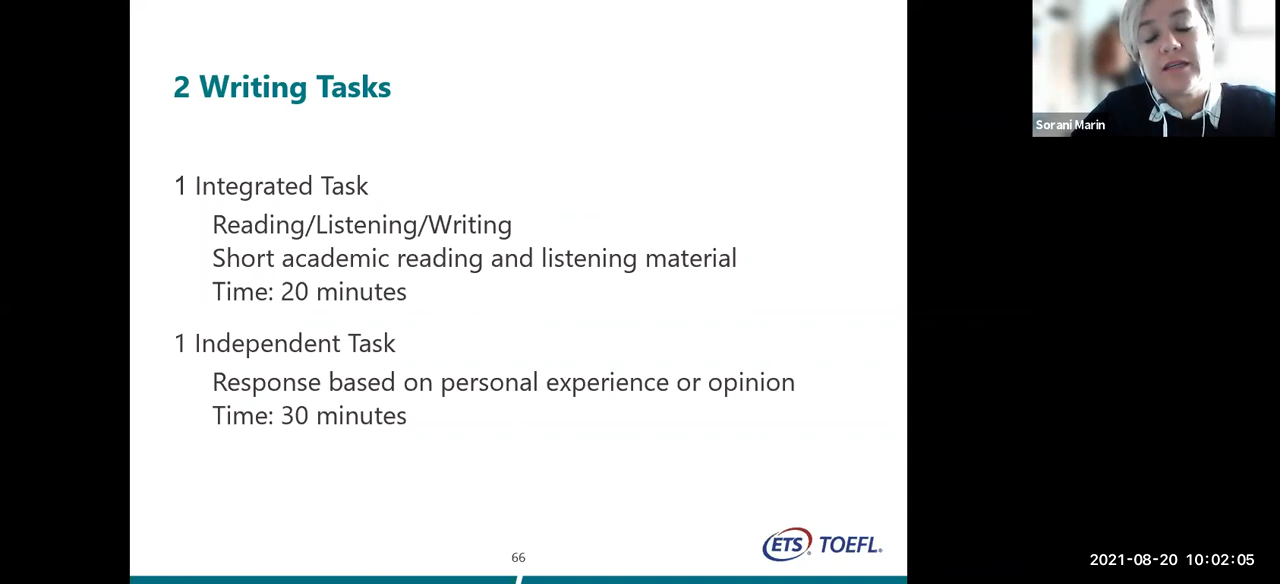 2 Writing Tasks
1 Integrated Task
Reading/Listening/Writing
Short academic reading and listening material
Time: 20 minutes
1 Independent Task
Response based on personal experience or opinion
Time: 30 minutes
66
ETS TOEFL®
Sorani Marin
2021-08-20 10:02:05